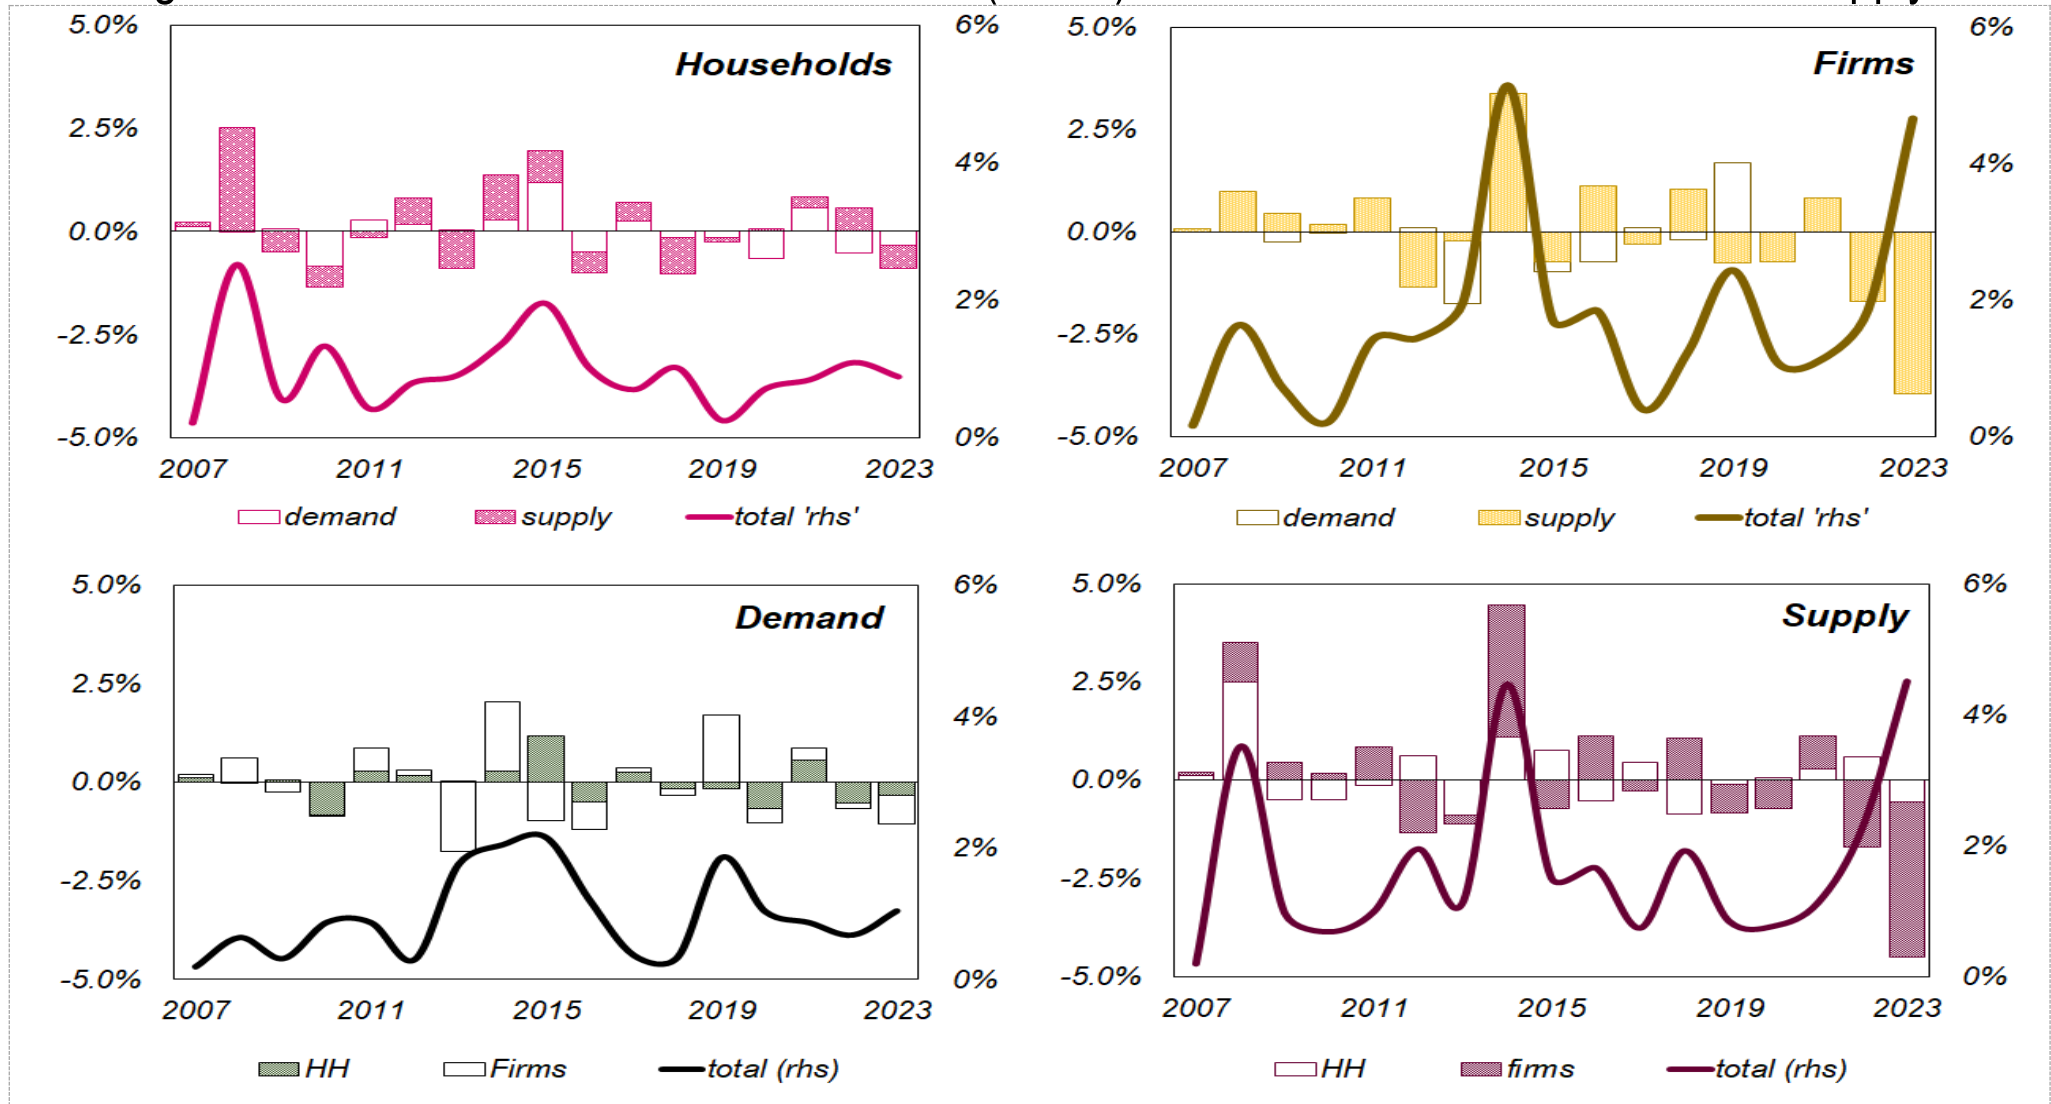 5.0% 6% Households
2.5% 4%
0.0%
-2.5% 2%
-5.0% 0%
2007 2011 2015 2019 2023
demand supply total 'rhs'
5.0% 6% Firms
2.5% 4%
0.0%
-2.5% 2%
-5.0% 0%
2007 2011 2015 2019 2023
demand supply total 'rhs'
5.0% 6% Demand
2.5% 4%
0.0%
-2.5% 2%
-5.0% 0%
2007 2011 2015 2019 2023
HH Firms total (rhs)
5.0% 6% Supply
2.5% 4%
0.0%
-2.5% 2%
-5.0% 0%
2007 2011 2015 2019 2023
HH firms total (rhs)